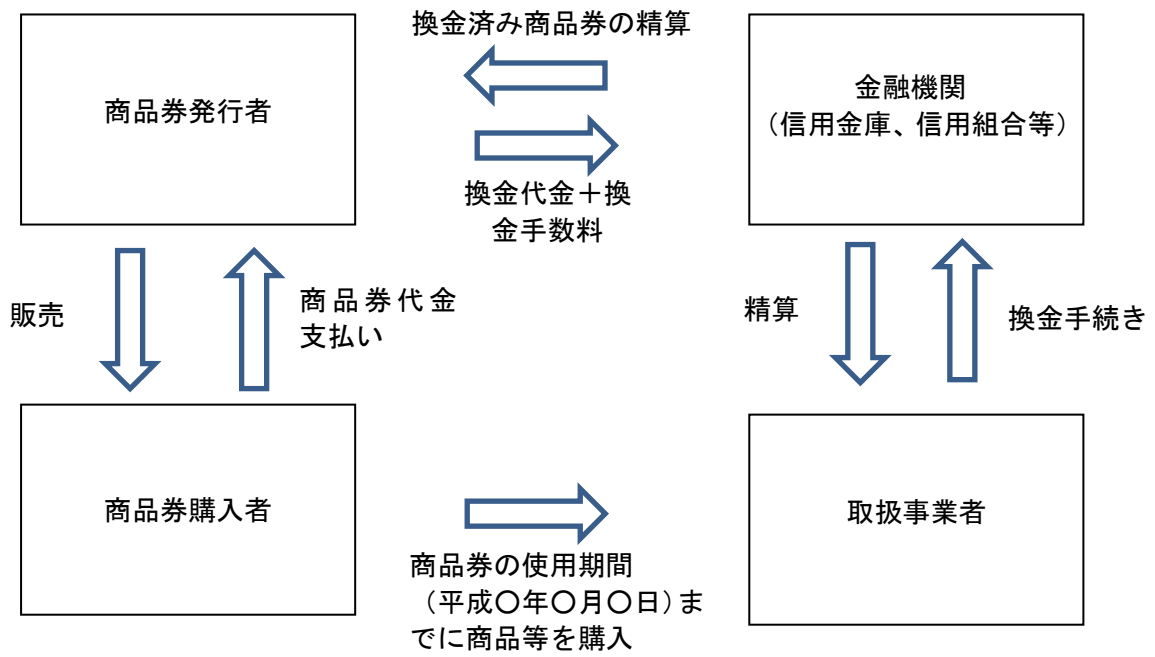 換金済み商品券の精算
商品券発行者
金融機関
（信用金庫、信用組合等）
換金代金＋換
金手数料
販売
商品券代金
支払い
精算
換金手続き
商品券購入者
取扱事業者
商品券の使用期間
（平成〇年〇月〇日）ま
でに商品等を購入